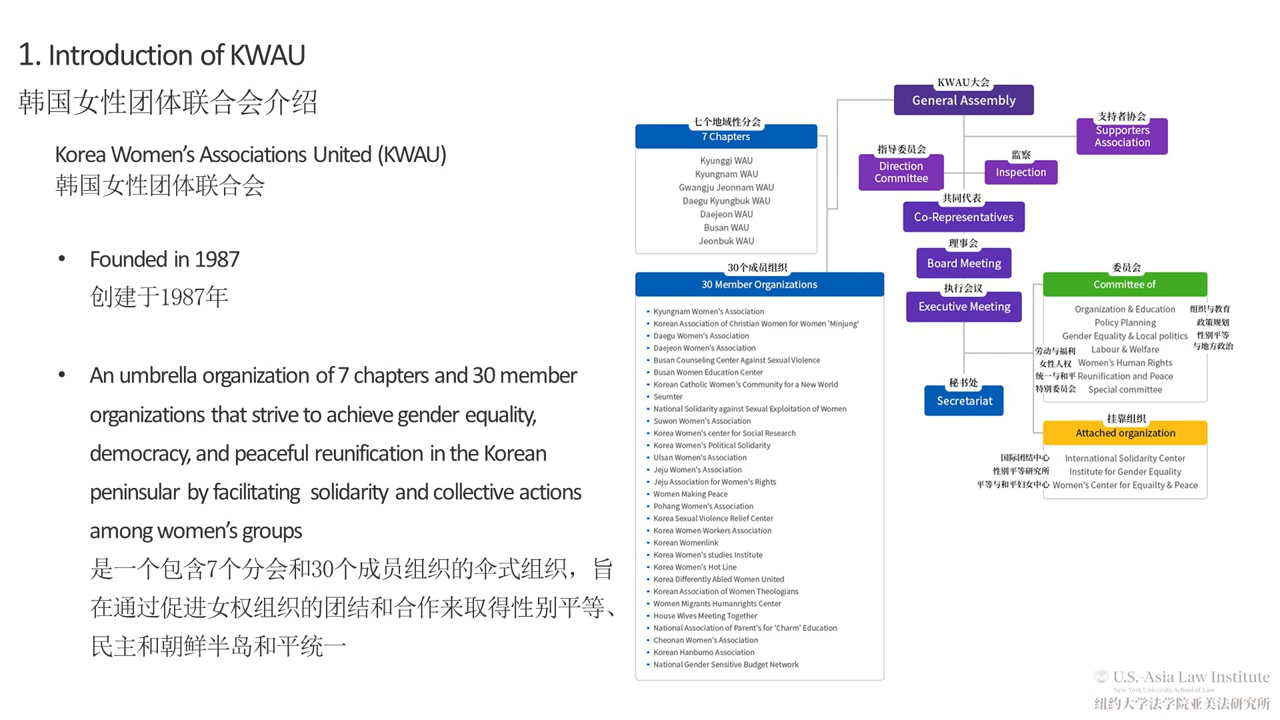 1. Introduction of KWAU
韩国女性团体联合会介绍
Korea Women's Associations United (KWAU)
韩国女性团体联合会
• Founded in 1987
创建于1987年
• An umbrella organization of 7 chapters and 30 member
organizations that strive to achieve gender equality,
democracy, and peaceful reunification in the Korean
peninsular by facilitating solidarity and collective actions
among women's groups
是一个包含7个分会和30个成员组织的伞式组织，旨
在通过促进女权组织的团结和合作来取得性别平等、
民主和朝鲜半岛和平统一
KWAU大会
General Assembly
支持者协会
Supporters
Association
指导委员会
Direction
Committee
监察
Inspection
共同代表
Co-Representatives
理事会
Board Meeting
执行会议
Executive Meeting
秘书处
Secretariat
七个地域性分会
7 Chapters
Kyunggi WAU
Kyungnam WAU
Gwangju Jeonnam WAU
Daegu Kyungbuk WAU
Daejeon WAU
Busan WAU
Jeonbuk WAU
30个成员组织
30 Member Organizations
• Kyungnam Women's Association
• Korean Association of Christian Women for Women 'Minjung'
• Daegu Women's Association
• Daejeon Women's Association
• Busan Counseling Center Against Sexual Violence
• Busan Women Education Center
• Korean Catholic Women's Community for a New World
• Seumter
• National Solidarity against Sexual Exploitation of Women
• Suwon Women's Association
• Korea Women's center for Social Research
• Korea Women's Political Solidarity
• Ulsan Women's Association
• Jeju Women's Association
• Jeju Association for Women's Rights
• Women Making Peace
• Pohang Women's Association
• Korea Sexual Violence Relief Center
• Korea Women Workers Association
• Korean Womenlink
• Korea Women's studies Institute
• Korea Women's Hot Line
• Korea Differently Abled Women United
• Korean Association of Women Theologians
• Women Migrants Humanrights Center
• House Wives Meeting Together
• National Association of Parent's for 'Charm' Education
• Cheonan Women's Association
• Korean Hanbumo Association
• National Gender Sensitive Budget Network
委员会
Committee of
Organization & Education 组织与教育
Policy Planning 政策规划
Gender Equality & Local politics 性别平等
与地方政治
劳动与福利 Labour & Welfare
女性人权 Women's Human Rights
统一与和平 Reunification and Peace
特别委员会 Special committee
挂靠组织
Attached organization
国际团结中心 International Solidarity Center
性别平等研究所 Institute for Gender Equality
平等与和平妇女中心 Women's Center for Equailty & Peace
U.S.-Asia Law Institute
New York University School of Law
纽约大学法学院亚美法研究所